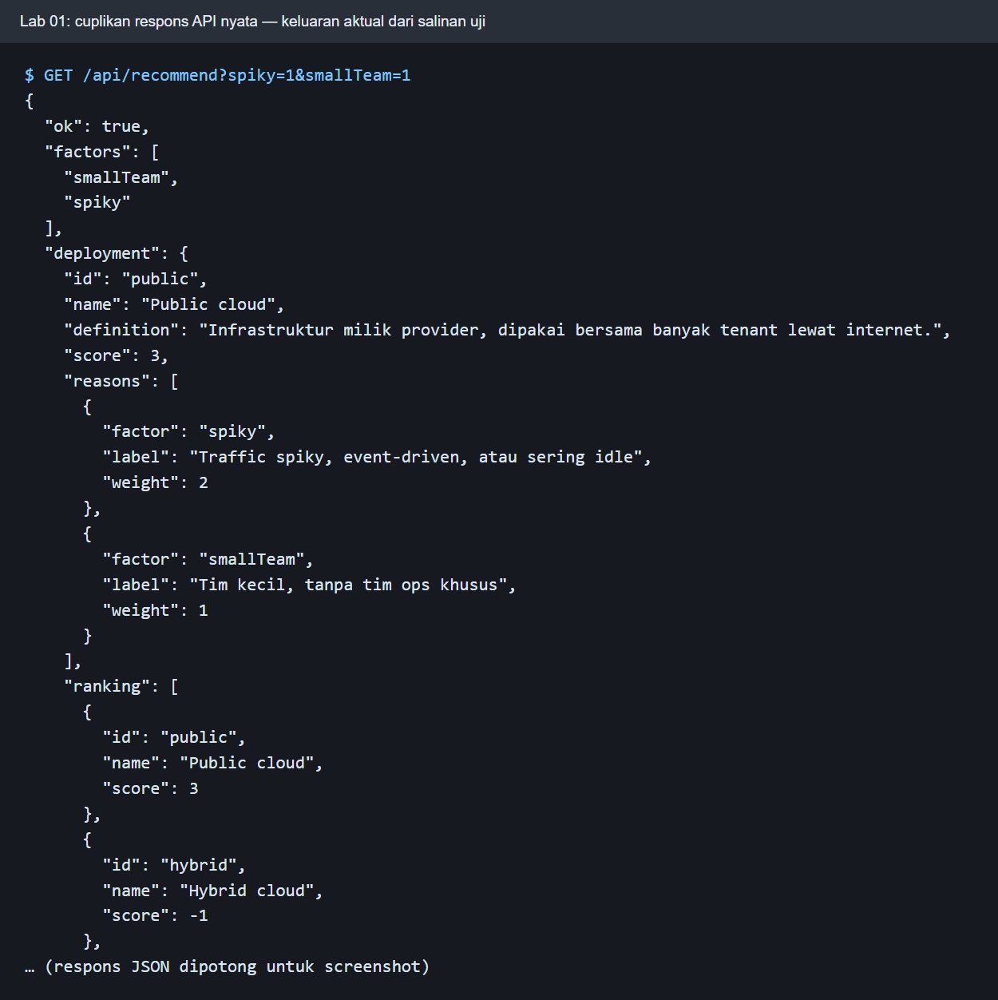 Lab 01: cuplikan respons API nyata — keluaran aktual dari salinan uji
$ GET /api/recommend?spiky=1&smallTeam=1
{
  "ok": true,
  "factors": [
    "smallTeam",
    "spiky"
  ],
  "deployment": {
    "id": "public",
    "name": "Public cloud",
    "definition": "Infrastruktur milik provider, dipakai bersama banyak tenant lewat internet.",
    "score": 3,
    "reasons": [
      {
        "factor": "spiky",
        "label": "Traffic spiky, event-driven, atau sering idle",
        "weight": 2
      },
      {
        "factor": "smallTeam",
        "label": "Tim kecil, tanpa tim ops khusus",
        "weight": 1
      }
    ],
    "ranking": [
      {
        "id": "public",
        "name": "Public cloud",
        "score": 3
      },
      {
        "id": "hybrid",
        "name": "Hybrid cloud",
        "score": -1
      },
… (respons JSON dipotong untuk screenshot)